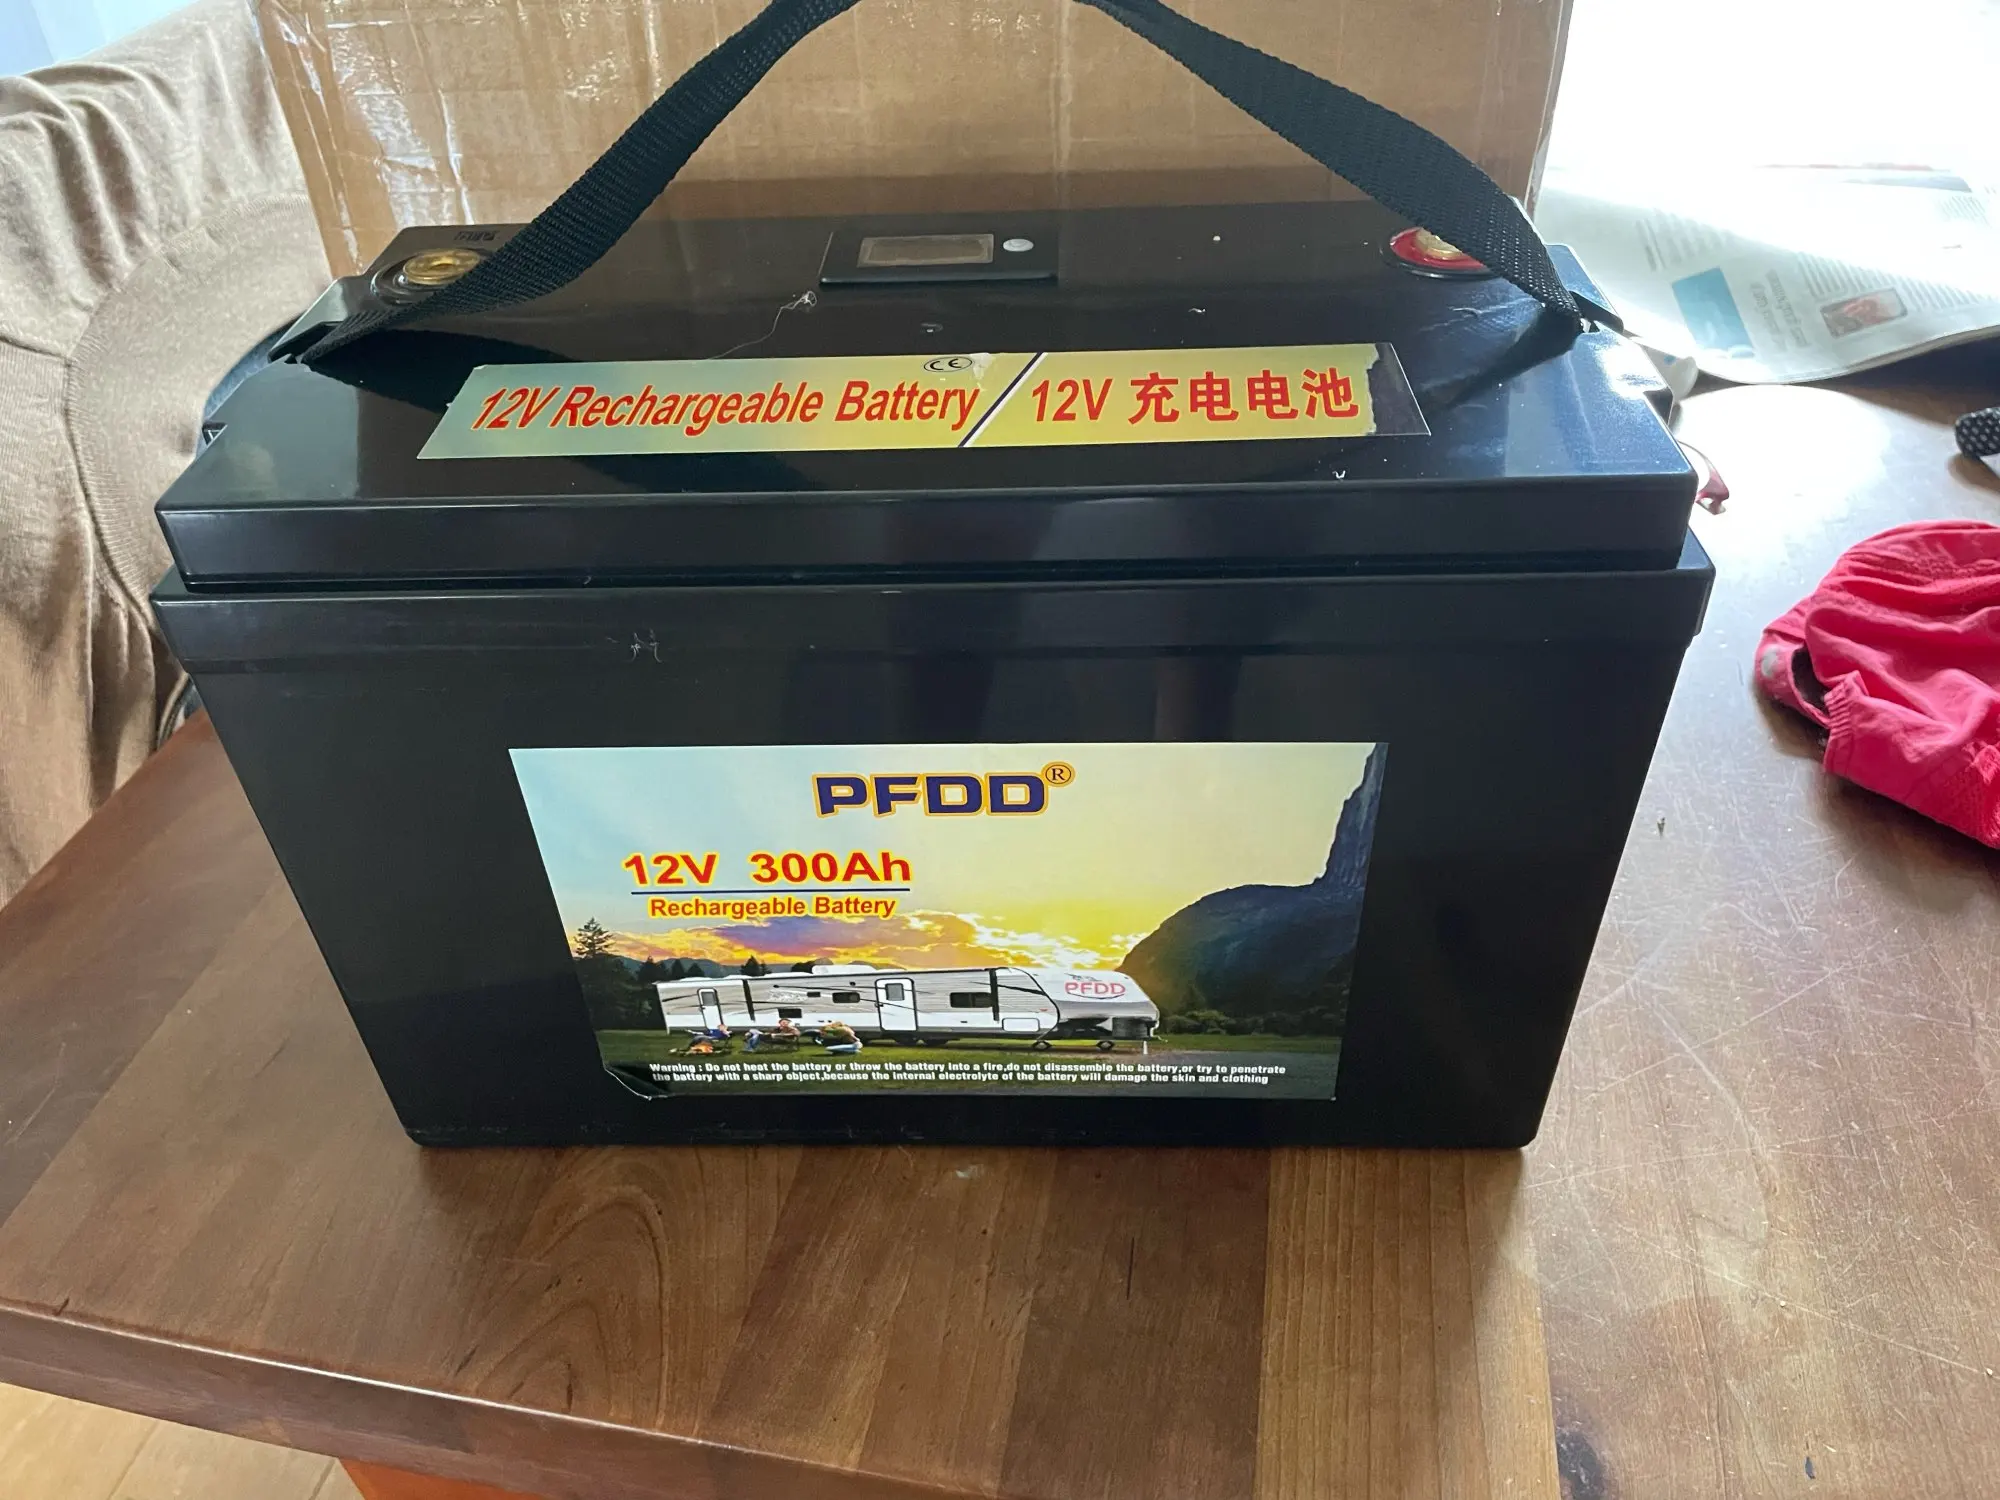 CE
12V Rechargeable Battery / 12V 充电电池
PFDD®
12V 300Ah
Rechargeable Battery
PFDD
Warning : Do not heat the battery or throw the battery into a fire,do not disassemble the battery,or try to penetrate
the battery with a sharp object,because the internal electrolyte of the battery will damage the skin and clothing